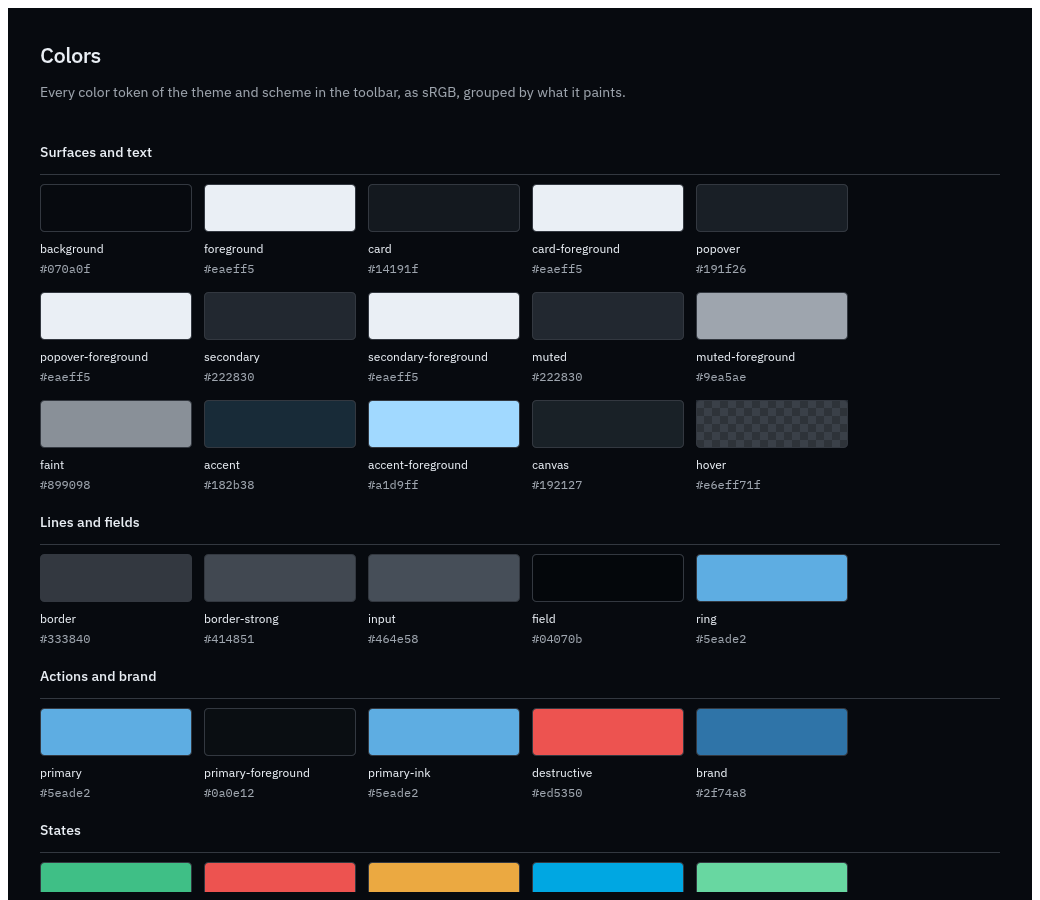 Colors
Every color token of the theme and scheme in the toolbar, as sRGB, grouped by what it paints.
Surfaces and text
background foreground card card-foreground popover
#070a0f #eaeff5 #14191f #eaeff5 #191f26
popover-foreground secondary secondary-foreground muted muted-foreground
#eaeff5 #222830 #eaeff5 #222830 #9ea5ae
faint accent accent-foreground canvas hover
#899098 #182b38 #a1d9ff #192127 #e6eff71f
Lines and fields
border border-strong input field ring
#333840 #414851 #464e58 #04070b #5eade2
Actions and brand
primary primary-foreground primary-ink destructive brand
#5eade2 #0a0e12 #5eade2 #ed5350 #2f74a8
States